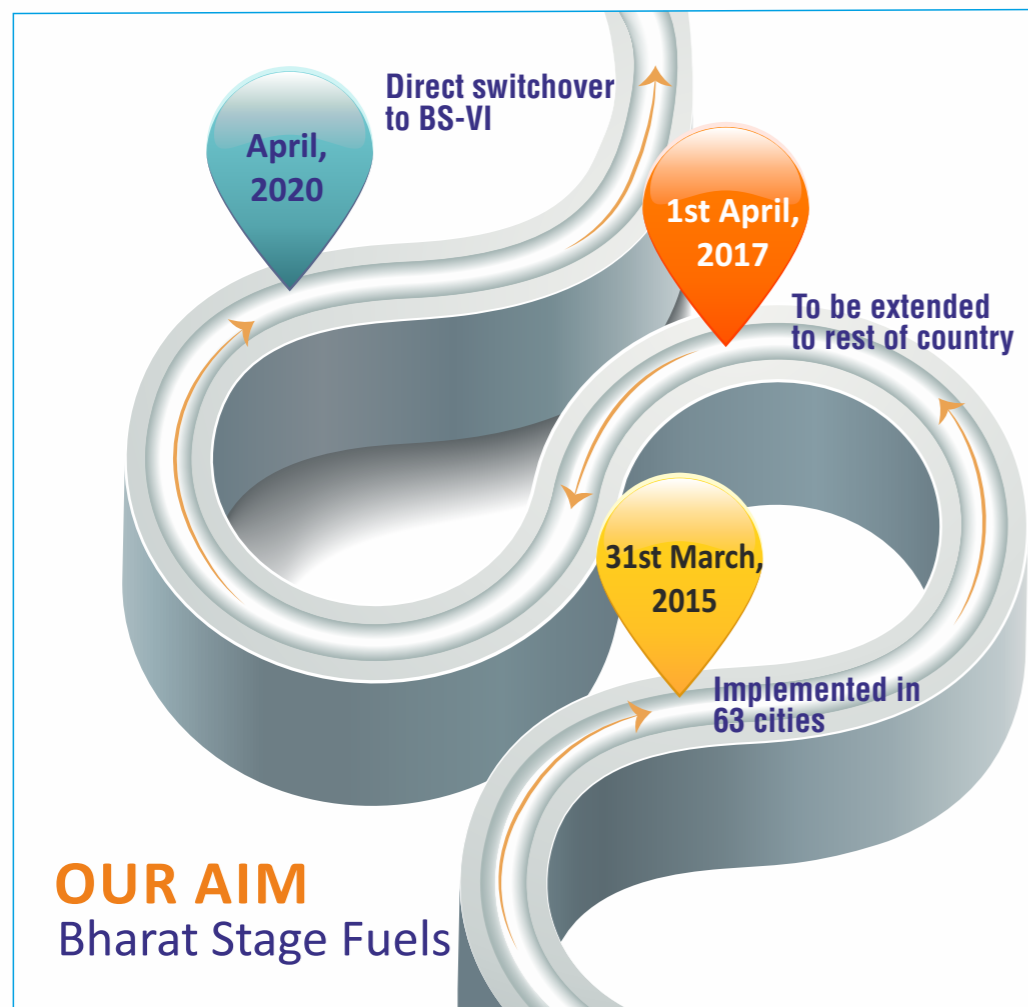 Direct switchover
to BS-VI
April,
2020
1st April,
2017
To be extended
to rest of country
31st March,
2015
Implemented in
63 cities
OUR AIM
Bharat Stage Fuels